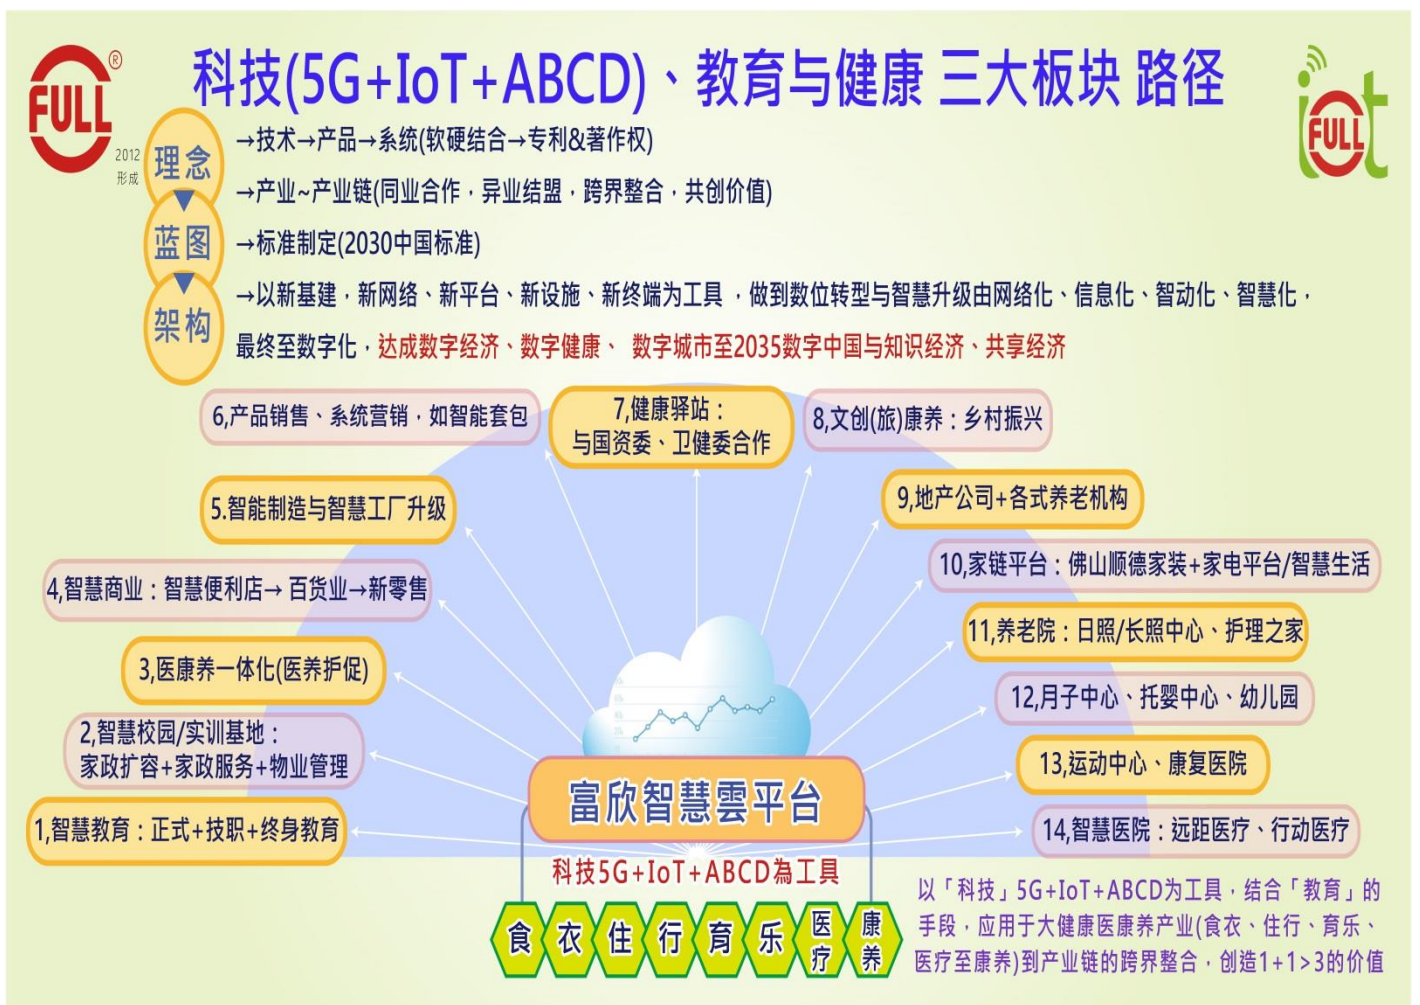 科技(5G+IoT+ABCD)、教育与健康 三大板块 路径
FULL
®
2012
形成
iot
FULL
理念
→技术→产品→系统(软硬结合→专利&著作权)
→产业~产业链(同业合作，异业结盟，跨界整合，共创价值)
蓝图
→标准制定(2030中国标准)
架构
→以新基建，新网络、新平台、新设施、新终端为工具 ，做到数位转型与智慧升级由网络化、信息化、智动化、智慧化，
最终至数字化，达成数字经济、数字健康、 数字城市至2035数字中国与知识经济、共享经济
6,产品销售、系统营销，如智能套包
7,健康驿站：
与国资委、卫健委合作
8,文创(旅)康养：乡村振兴
5.智能制造与智慧工厂升级
9,地产公司+各式养老机构
4,智慧商业：智慧便利店→ 百货业→新零售
10,家链平台：佛山顺德家装+家电平台/智慧生活
3,医康养一体化(医养护促)
11,养老院：日照/长照中心、护理之家
2,智慧校园/实训基地：
家政扩容+家政服务+物业管理
12,月子中心、托婴中心、幼儿园
13,运动中心、康复医院
1,智慧教育：正式+技职+终身教育
14,智慧医院：远距医疗、行动医疗
富欣智慧雲平台
科技5G+IoT+ABCD為工具
食 衣 住 行 育 乐 医疗 康养
以「科技」5G+IoT+ABCD为工具，结合「教育」的
手段，应用于大健康医康养产业(食衣、住行、育乐、
医疗至康养)到产业链的跨界整合，创造1+1>3的价值